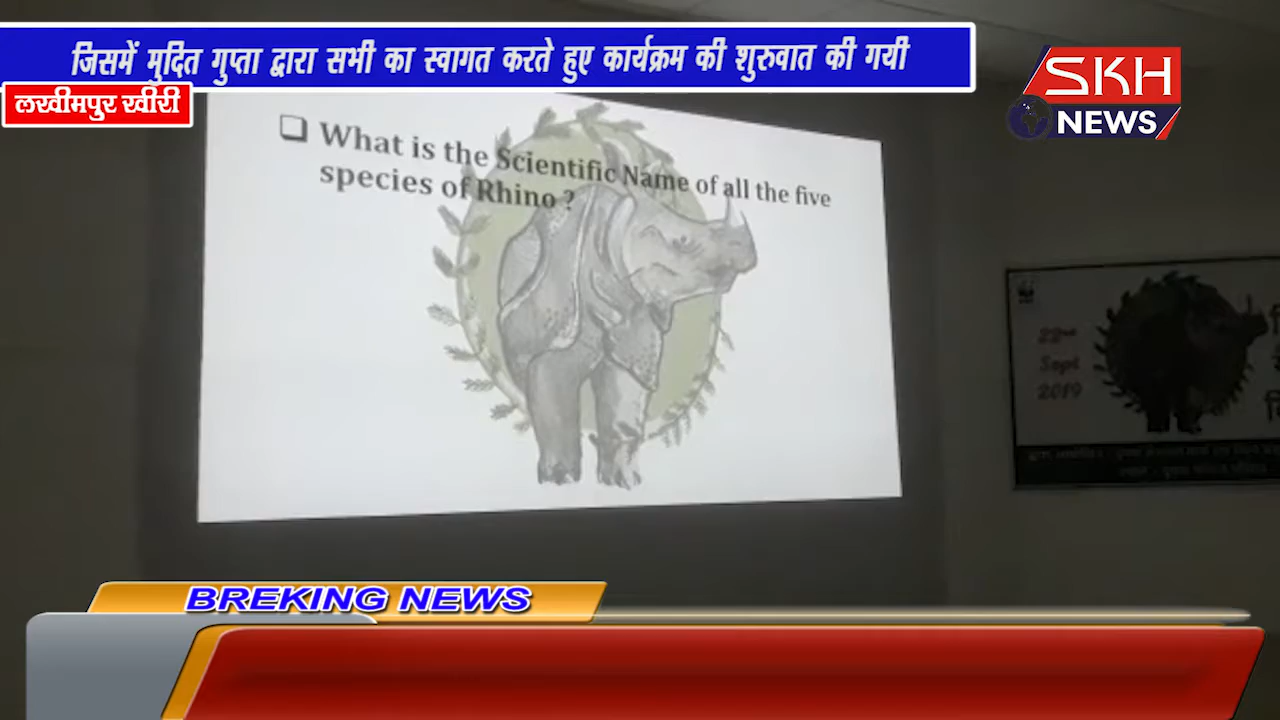 जिसमें मुदित गुप्ता द्वारा सभी का स्वागत करते हुए कार्यक्रम की शुरुवात की गयी
लखीमपुर खीरी
SKH
NEWS
❑ What is the Scientific Name of all the five
species of Rhino ?
22nd
Sept
2019
BREKING NEWS